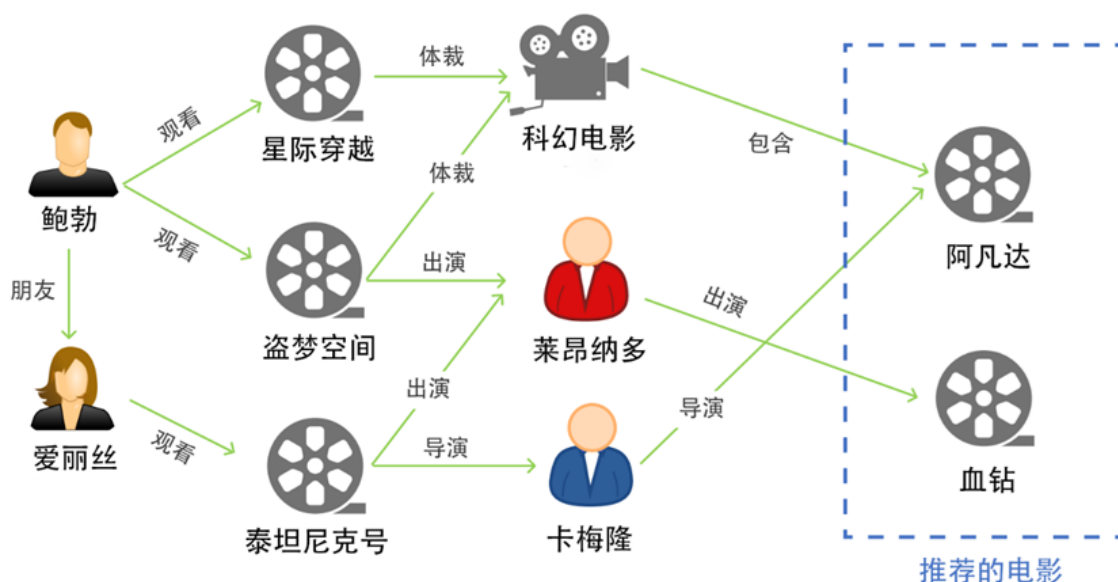 体裁
观看
星际穿越
科幻电影
包含
鲍勃
体裁
观看
出演
阿凡达
朋友
盗梦空间
莱昂纳多
出演
出演
导演
爱丽丝
观看
导演
血钻
泰坦尼克号
卡梅隆
推荐的电影